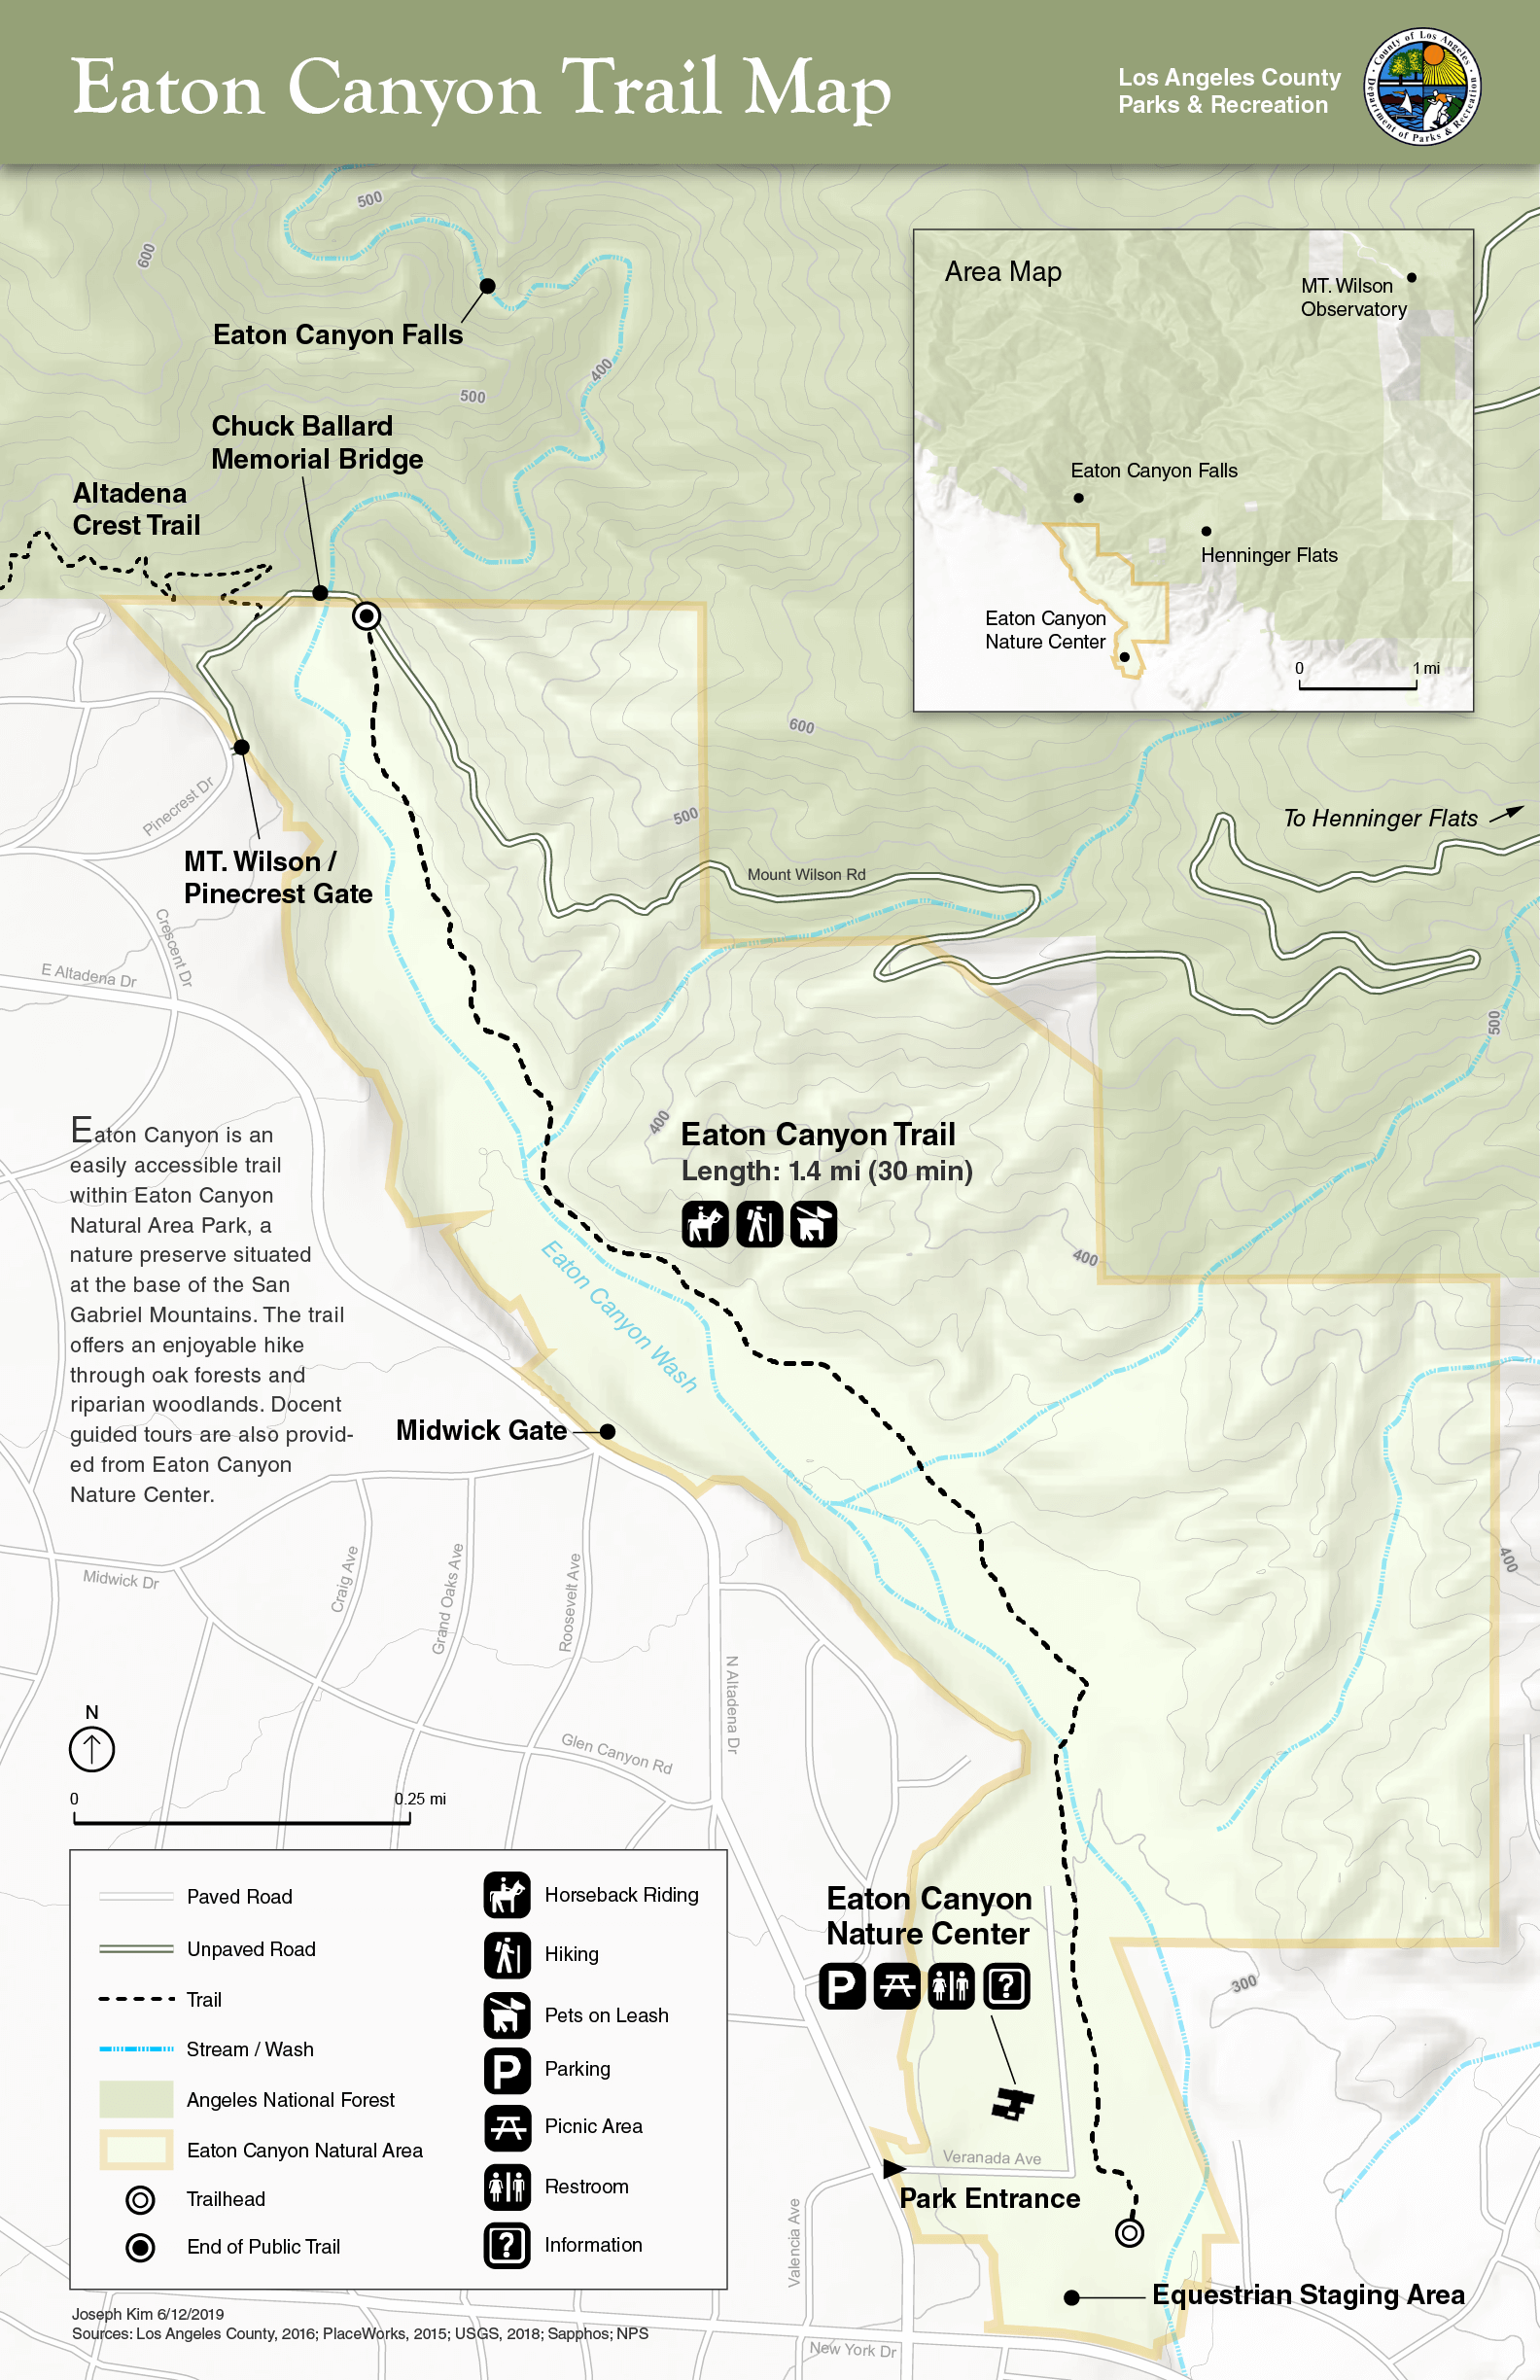 Eaton Canyon Trail Map
Los Angeles County
Parks & Recreation
County of Los Angeles
Department of Parks & Recreation
500
600
Eaton Canyon Falls
400
500
Chuck Ballard
Memorial Bridge
Altadena
Crest Trail
Area Map
MT. Wilson
Observatory
Eaton Canyon Falls
Henninger Flats
Eaton Canyon
Nature Center
0 1 mi
600
500
To Henninger Flats
Mount Wilson Rd
Pinecrest Dr
MT. Wilson /
Pinecrest Gate
Crescent Dr
E Altadena Dr
500
400
Eaton Canyon Trail
Length: 1.4 mi (30 min)
400
Eaton Canyon is an
easily accessible trail
within Eaton Canyon
Natural Area Park, a
nature preserve situated
at the base of the San
Gabriel Mountains. The trail
offers an enjoyable hike
through oak forests and
riparian woodlands. Docent
guided tours are also provid-
ed from Eaton Canyon
Nature Center.
Eaton Canyon Wash
Midwick Gate
400
Midwick Dr
Craig Ave
Grand Oaks Ave
Roosevelt Ave
N Altadena Dr
Glen Canyon Rd
N
0 0.25 mi
Eaton Canyon
Nature Center
P
?
300
Veranada Ave
Park Entrance
Valencia Ave
Equestrian Staging Area
New York Dr
Paved Road
Unpaved Road
Trail
Stream / Wash
Angeles National Forest
Eaton Canyon Natural Area
Trailhead
End of Public Trail
Horseback Riding
Hiking
Pets on Leash
P Parking
Picnic Area
Restroom
? Information
Joseph Kim 6/12/2019
Sources: Los Angeles County, 2016; PlaceWorks, 2015; USGS, 2018; Sapphos; NPS